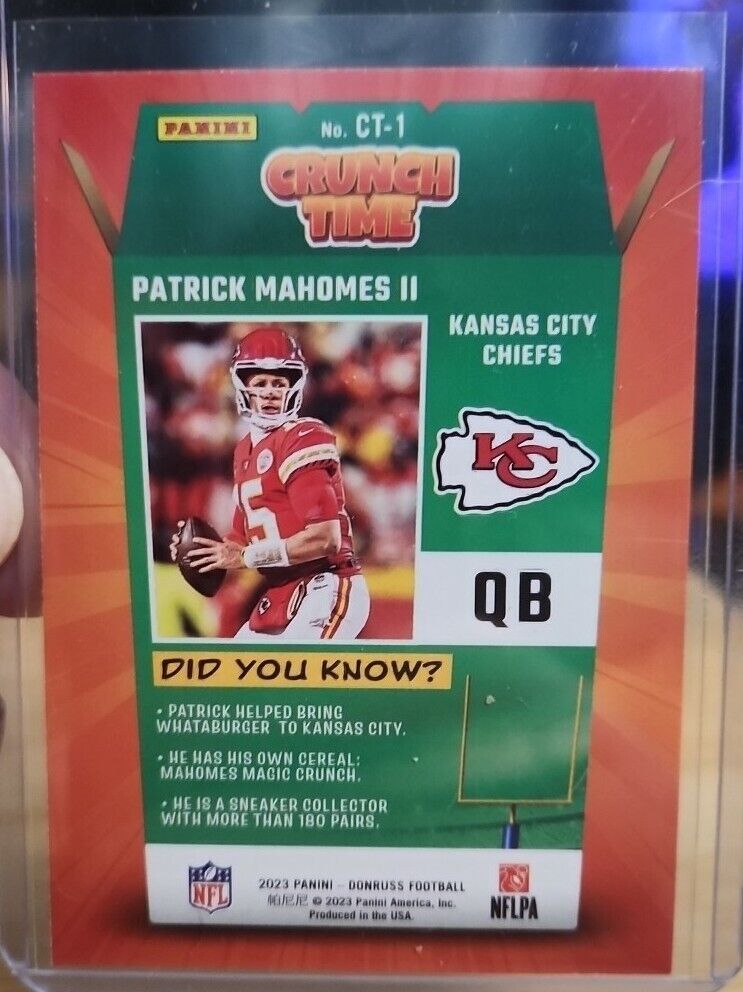 PANINI
No. CT-1
CRUNCH
TIME
PATRICK MAHOMES II
KANSAS CITY
CHIEFS
KC
5
QB
DID YOU KNOW?
• PATRICK HELPED BRING
WHATABURGER TO KANSAS CITY.
• HE HAS HIS OWN CEREAL:
MAHOMES MAGIC CRUNCH.
• HE IS A SNEAKER COLLECTOR
WITH MORE THAN 180 PAIRS.
NFL
2023 PANINI – DONRUSS FOOTBALL
帕尼尼 © 2023 Panini America, Inc.
Produced in the USA.
NFLPA